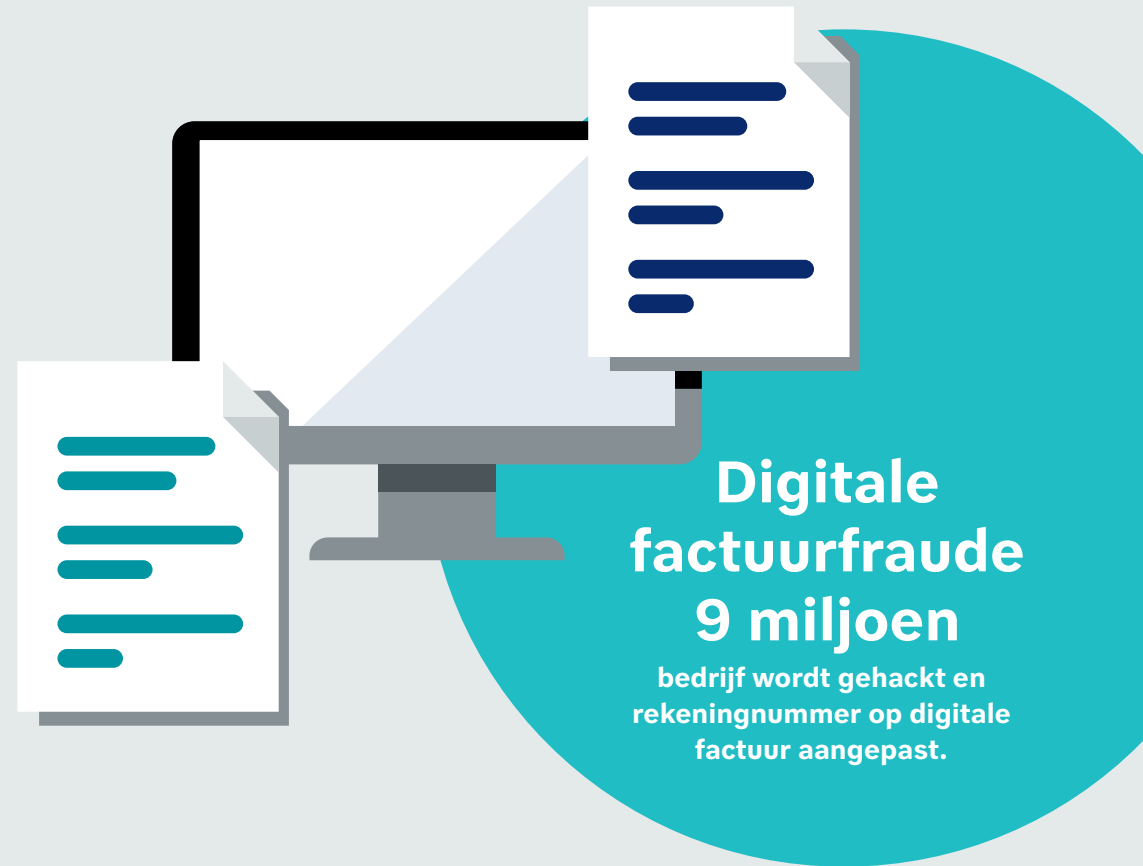 Digitale
factuurfraude
9 miljoen
bedrijf wordt gehackt en
rekeningnummer op digitale
factuur aangepast.